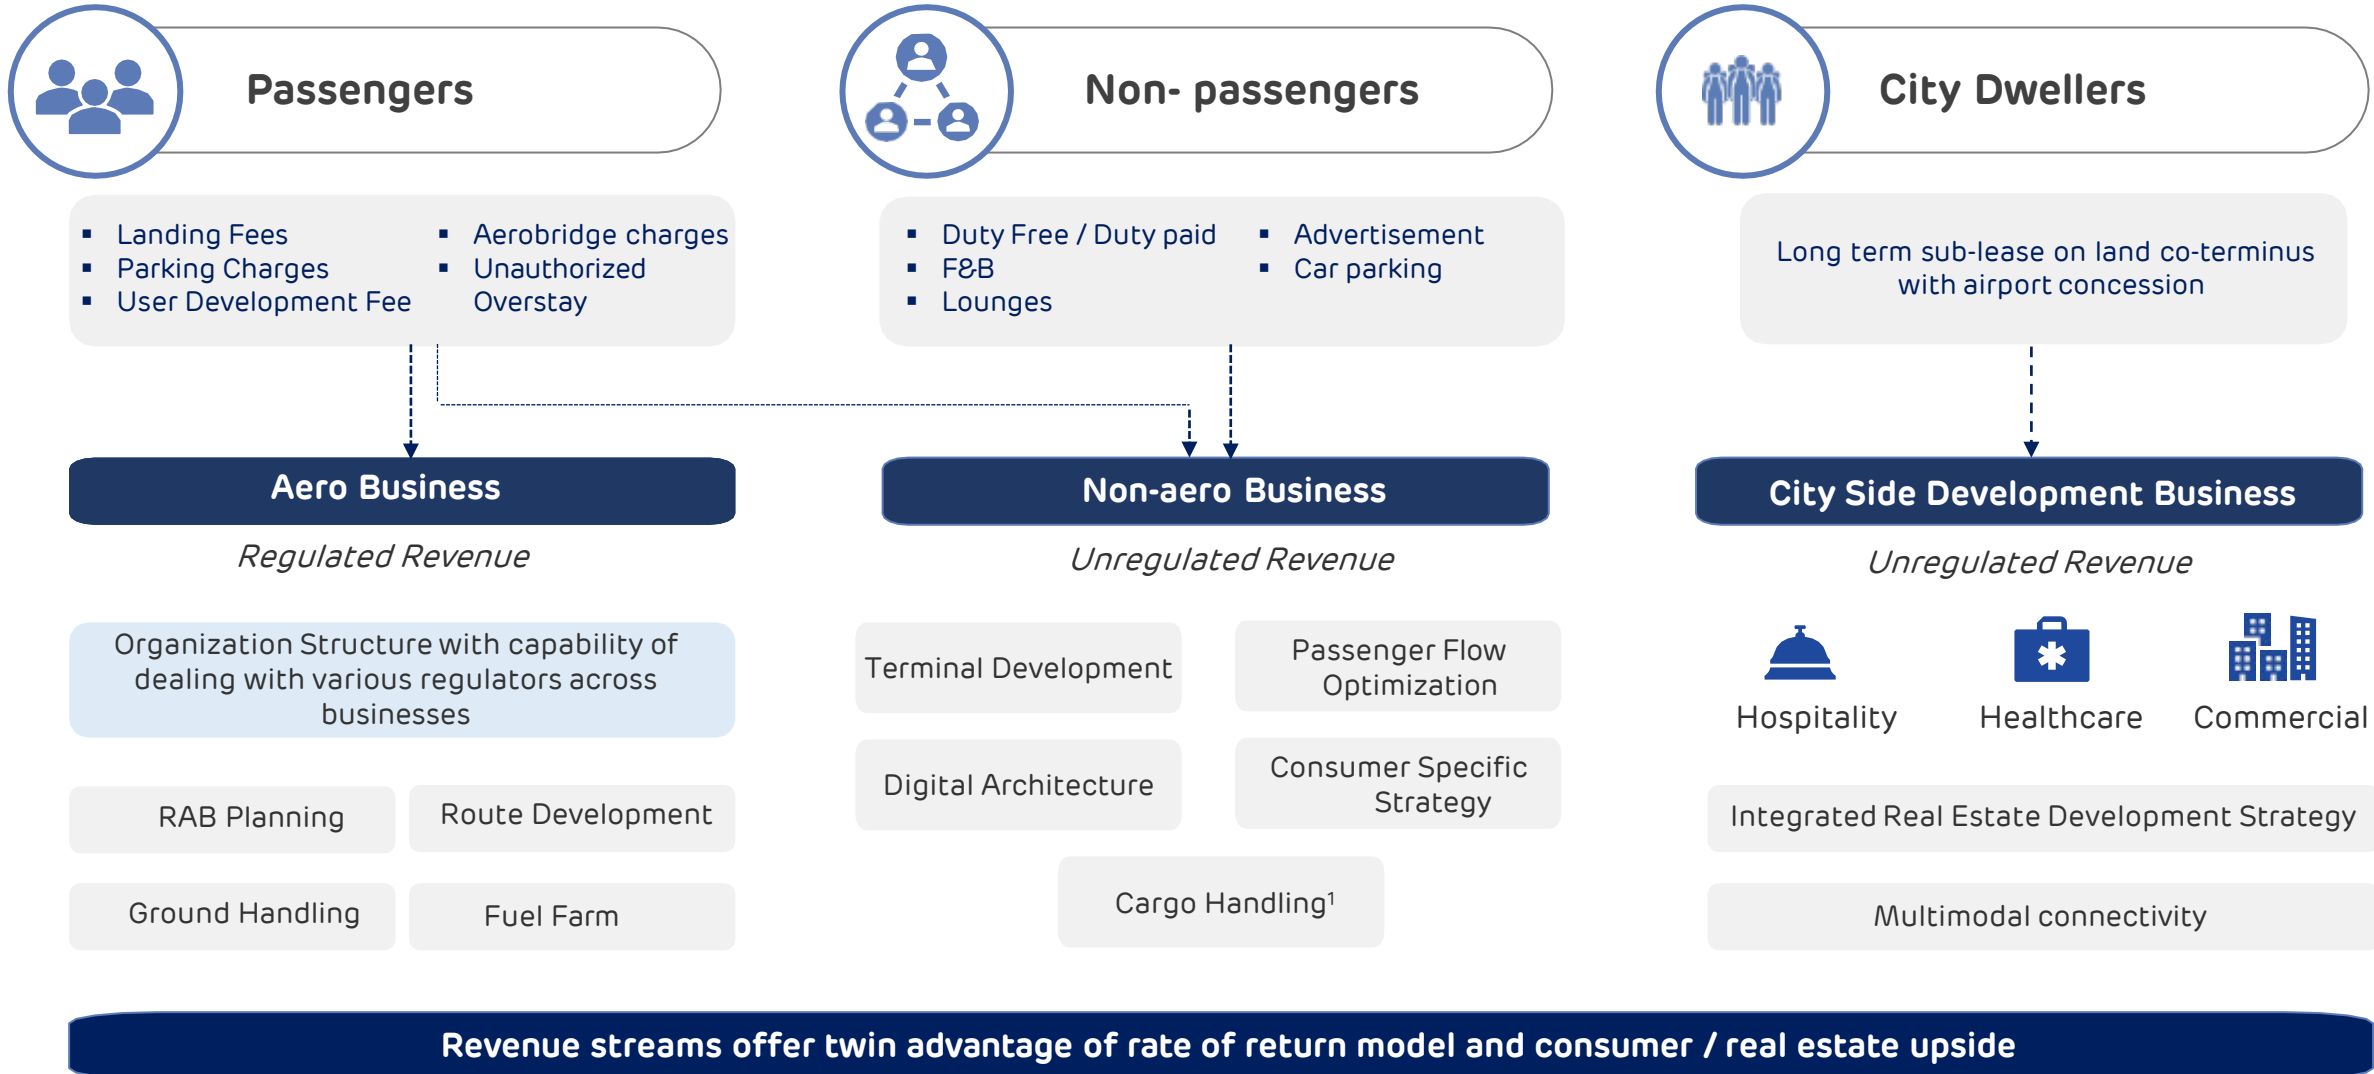 Passengers
Non- passengers
City Dwellers
▪ Landing Fees
▪ Parking Charges
▪ User Development Fee
▪ Aerobridge charges
▪ Unauthorized
Overstay
▪ Duty Free / Duty paid
▪ F&B
▪ Lounges
▪ Advertisement
▪ Car parking
Long term sub-lease on land co-terminus
with airport concession
Aero Business
Non-aero Business
City Side Development Business
Regulated Revenue
Unregulated Revenue
Unregulated Revenue
Organization Structure with capability of
dealing with various regulators across
businesses
RAB Planning
Route Development
Ground Handling
Fuel Farm
Terminal Development
Passenger Flow
Optimization
Digital Architecture
Consumer Specific
Strategy
Cargo Handling¹
Hospitality
Healthcare
Commercial
Integrated Real Estate Development Strategy
Multimodal connectivity
Revenue streams offer twin advantage of rate of return model and consumer / real estate upside